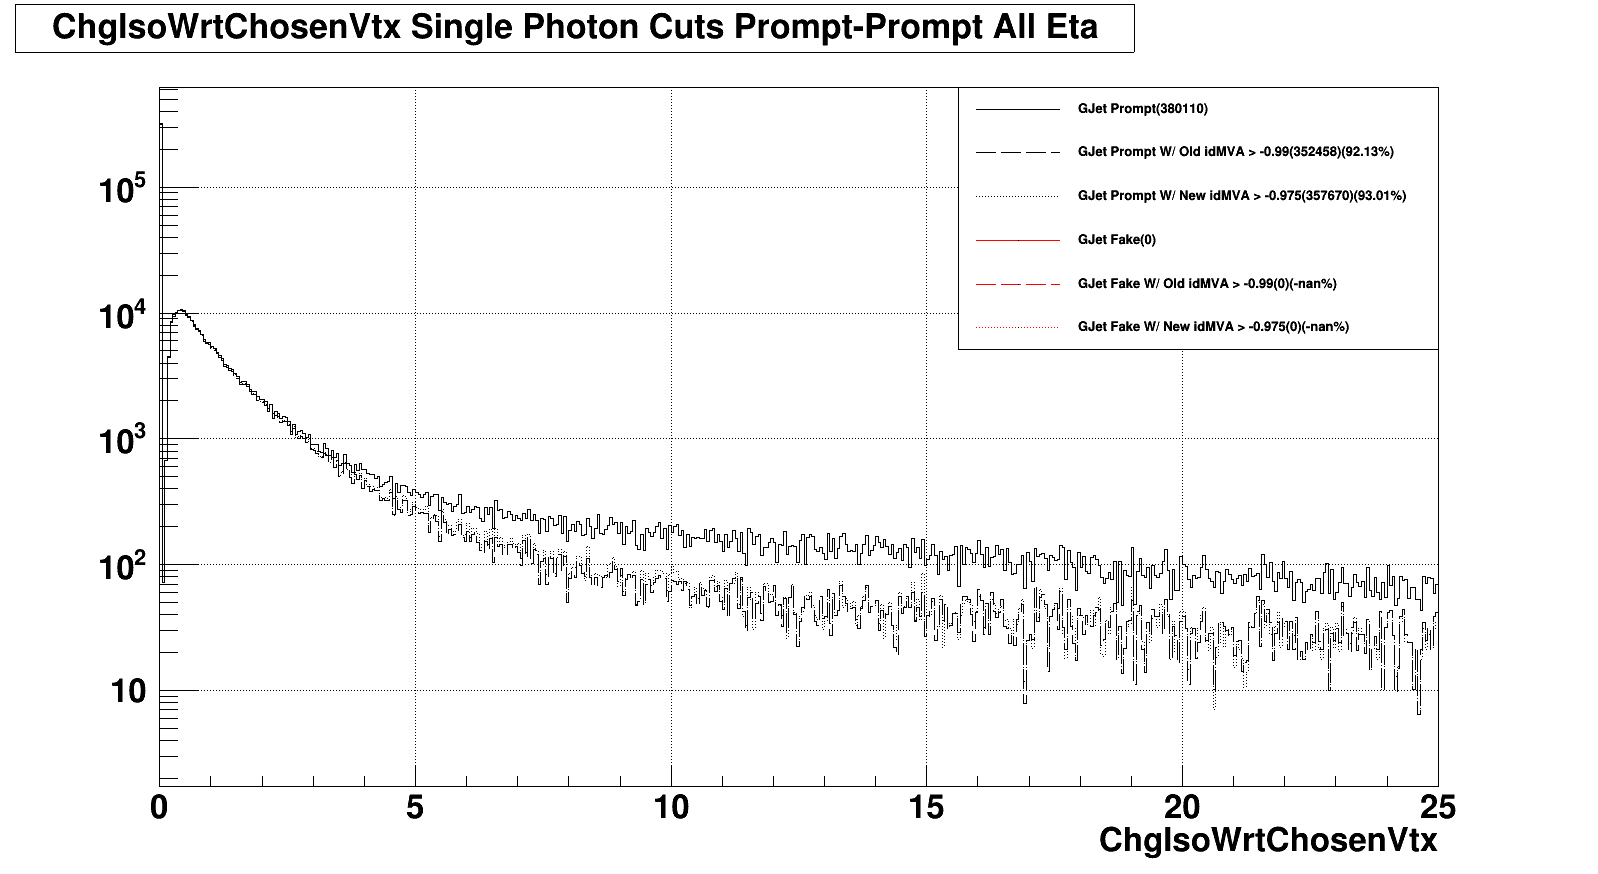 ChgIsoWrtChosenVtx Single Photon Cuts Prompt-Prompt All Eta
GJet Prompt(380110)
GJet Prompt W/ Old idMVA > -0.99(352458)(92.13%)
GJet Prompt W/ New idMVA > -0.975(357670)(93.01%)
GJet Fake(0)
GJet Fake W/ Old idMVA > -0.99(0)(-nan%)
GJet Fake W/ New idMVA > -0.975(0)(-nan%)
10^5
10^4
10^3
10^2
10
0 5 10 15 20 25
ChgIsoWrtChosenVtx